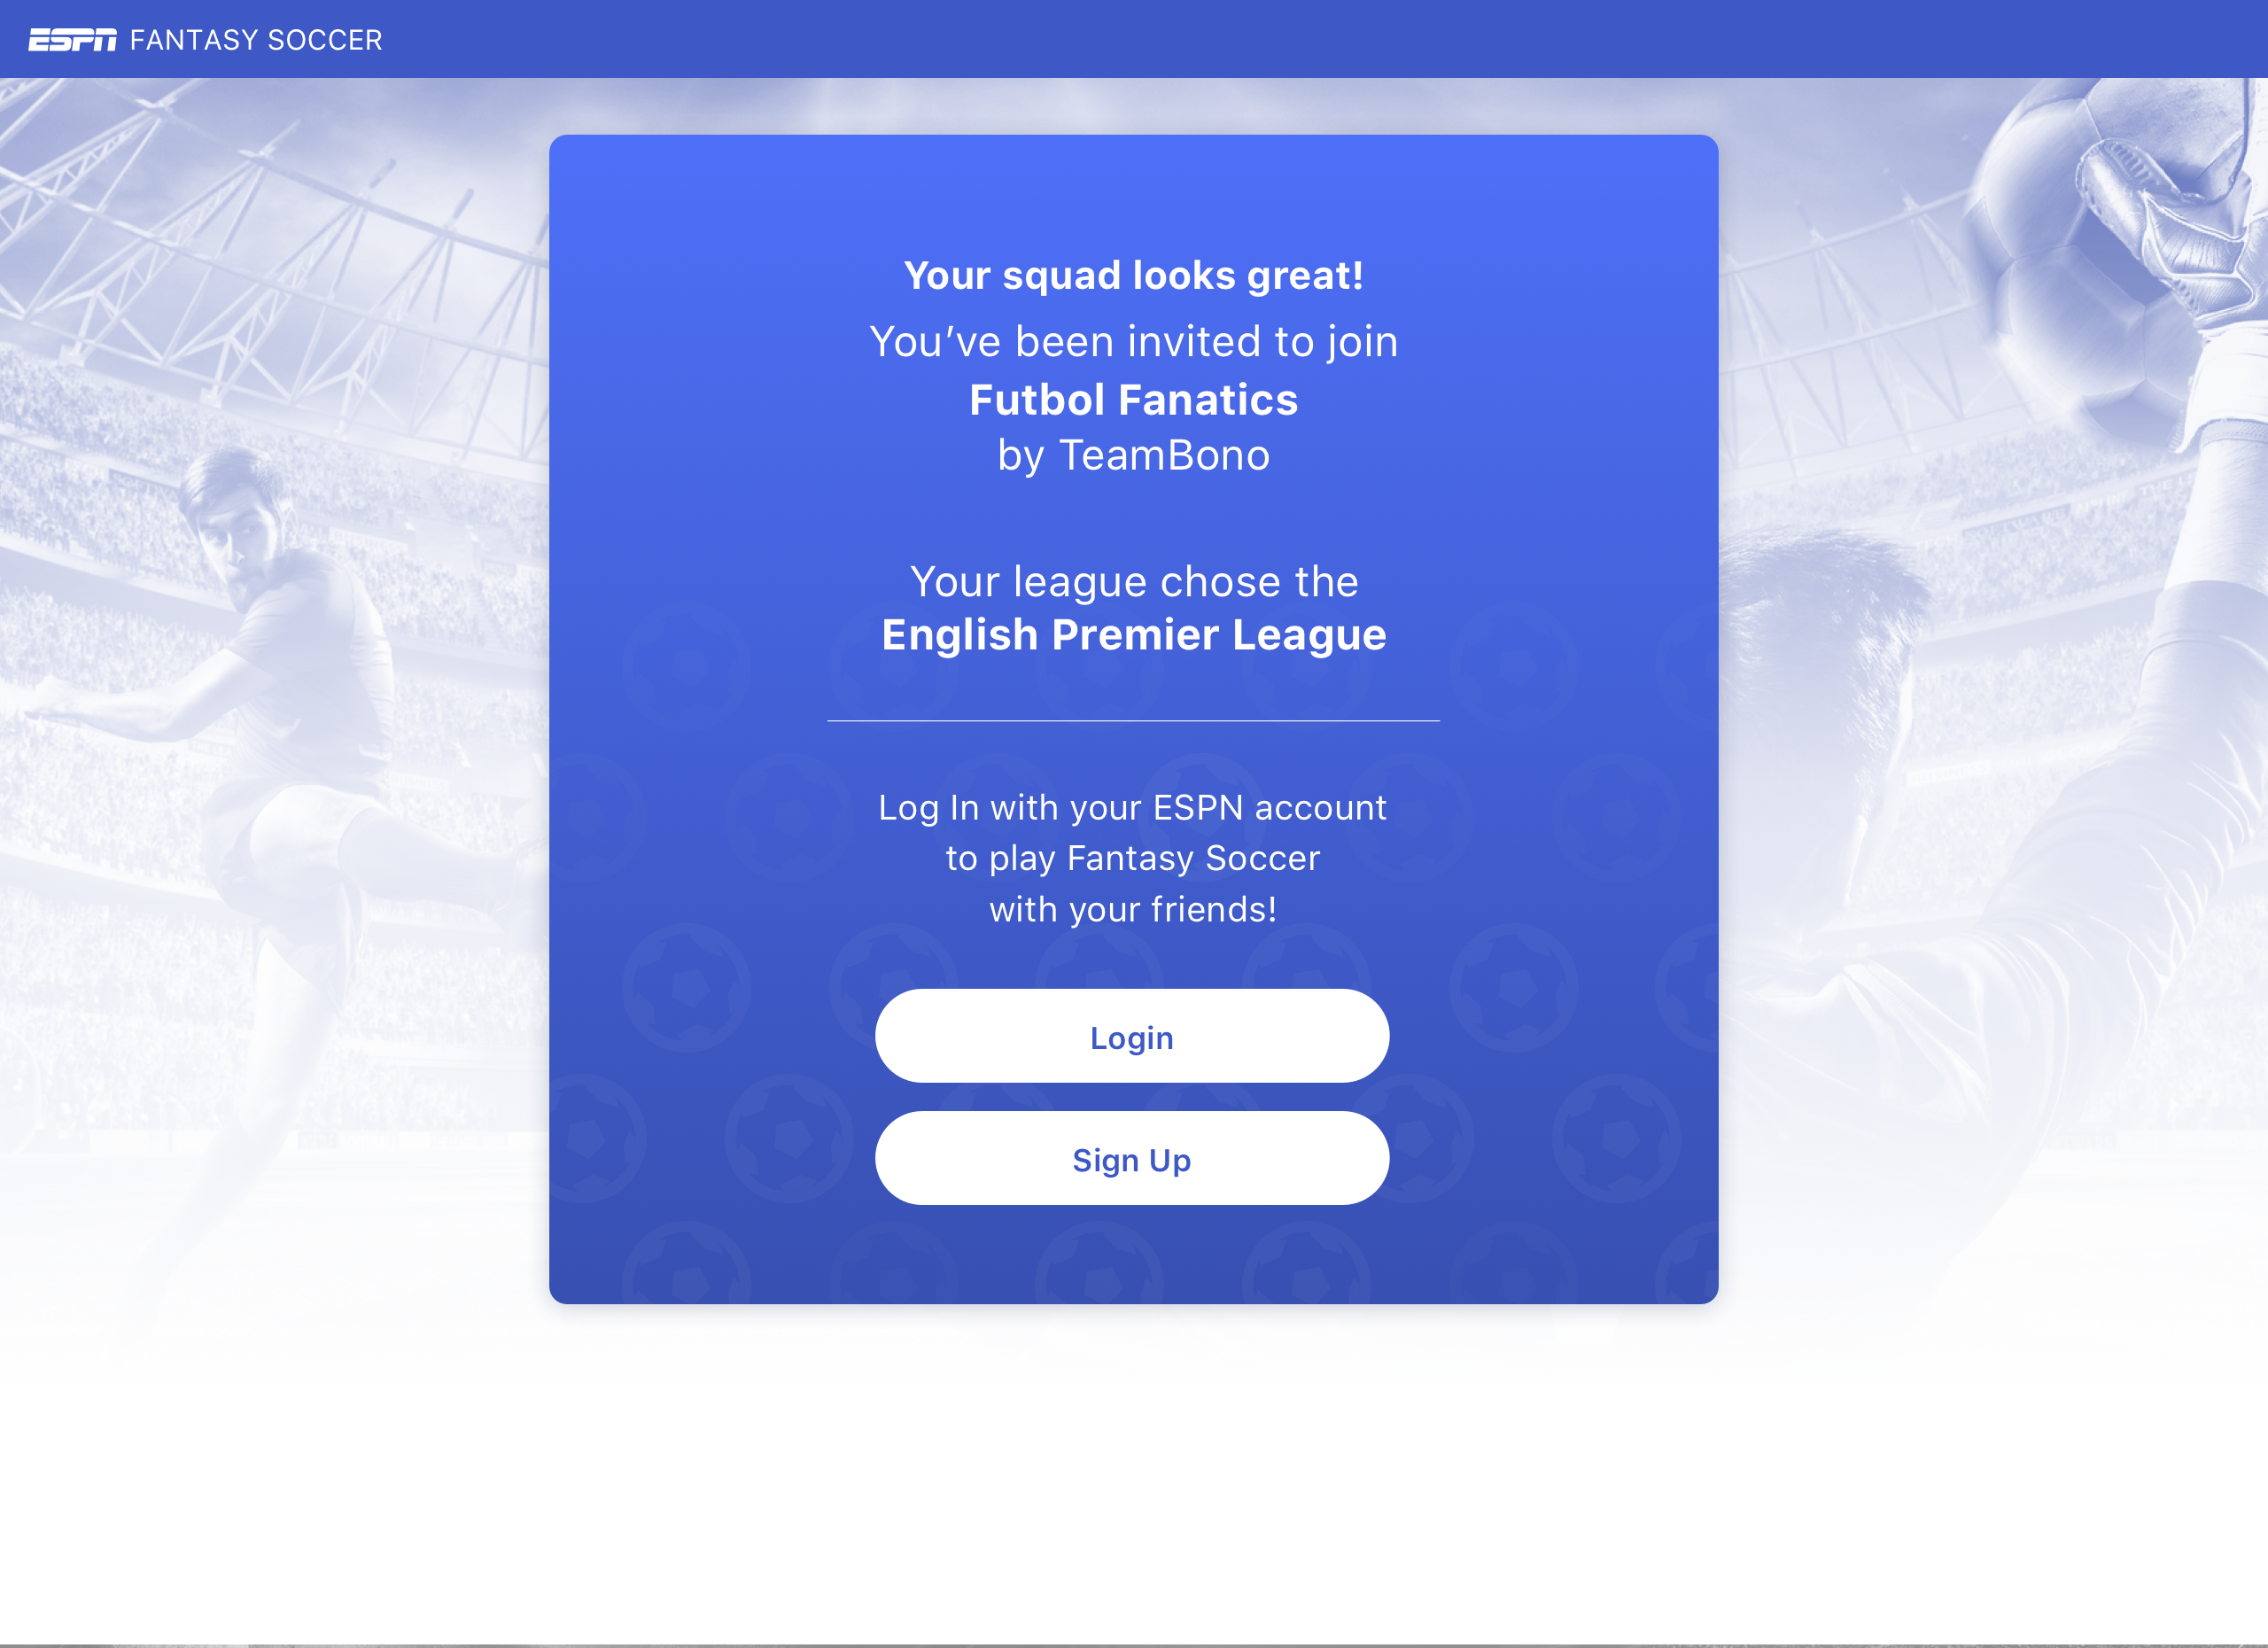 ESPN FANTASY SOCCER
Your squad looks great!
You’ve been invited to join
Futbol Fanatics
by TeamBono
Your league chose the
English Premier League
Log In with your ESPN account
to play Fantasy Soccer
with your friends!
Login
Sign Up